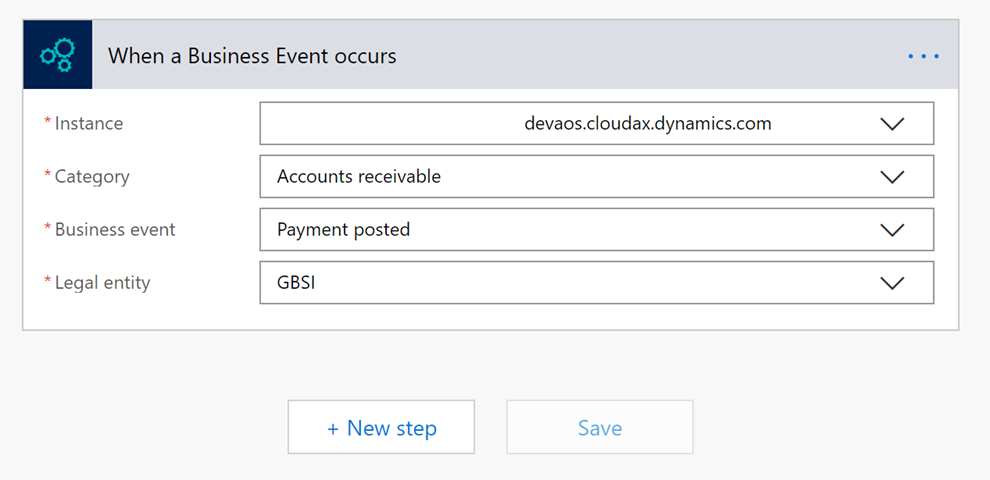 When a Business Event occurs
* Instance devaos.cloudax.dynamics.com
* Category Accounts receivable
* Business event Payment posted
* Legal entity GBSI
+ New step Save